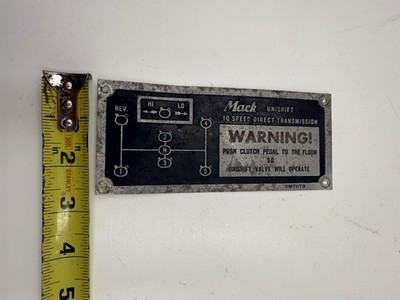 HI LO
REV.
Mack UNISHIFT
10 SPEED DIRECT TRANSMISSION
WARNING!
PUSH CLUTCH PEDAL TO THE FLOOR
SO
UNISHIFT VALVE WILL OPERATE
2
4
N
1
3
5
STANLEY
2
3
4
5